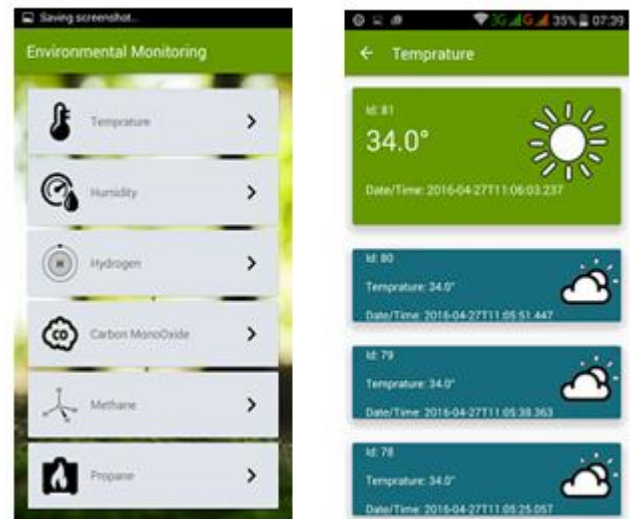 Saving screenshot...
Environmental Monitoring
Temprature
Humidity
H
Hydrogen
CO
Carbon MonoOxide
Methane
Propane
3G G 35% 07:39
Temprature
Id: 81
34.0°
Date/Time: 2016-04-27T11:06:03.237
Id: 80
Temprature: 34.0°
Date/Time: 2016-04-27T11:05:51.447
Id: 79
Temprature: 34.0°
Date/Time: 2016-04-27T11:05:38.363
Id: 78
Temprature: 34.0°
Date/Time: 2016-04-27T11:05:25.057